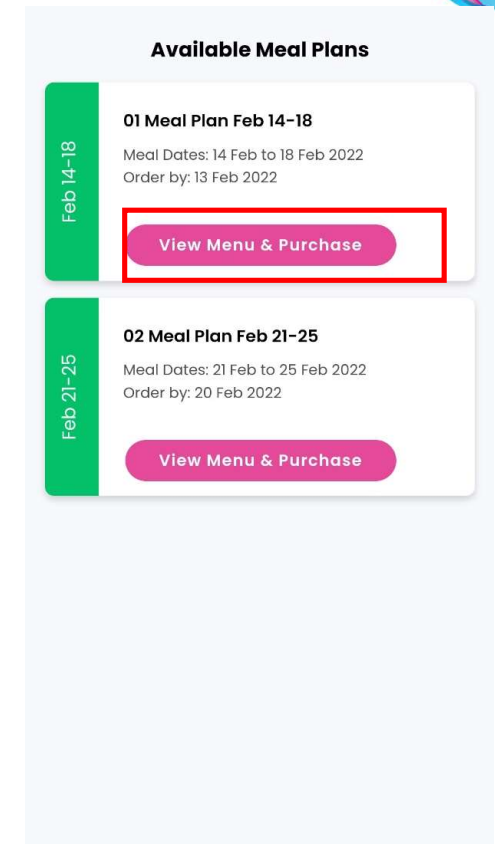 Available Meal Plans
Feb 14-18
01 Meal Plan Feb 14-18
Meal Dates: 14 Feb to 18 Feb 2022
Order by: 13 Feb 2022
View Menu & Purchase
Feb 21-25
02 Meal Plan Feb 21-25
Meal Dates: 21 Feb to 25 Feb 2022
Order by: 20 Feb 2022
View Menu & Purchase